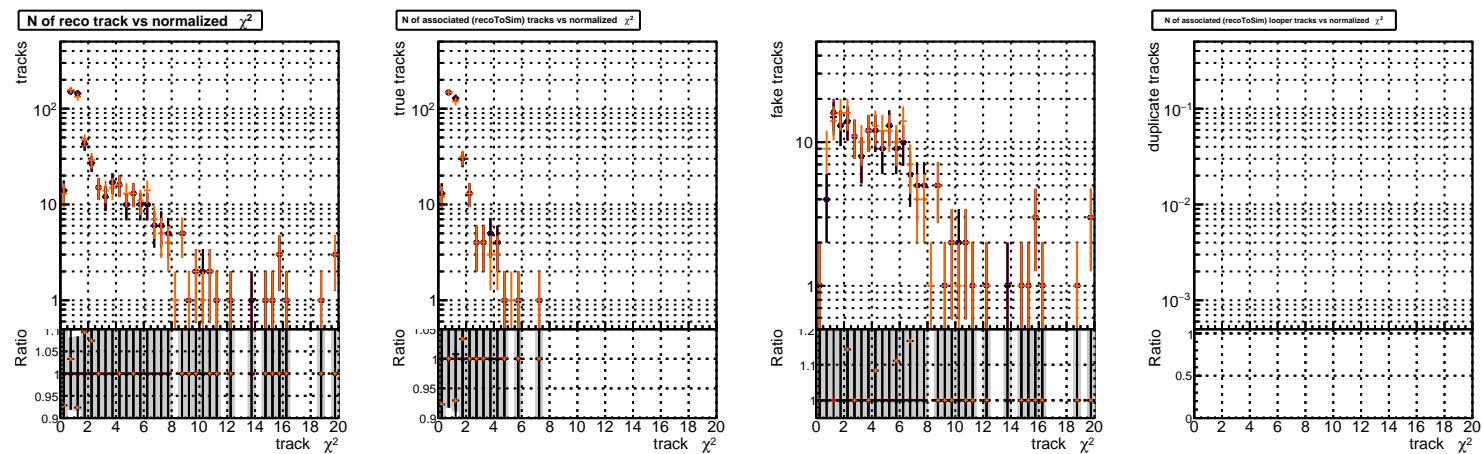 N of reco track vs normalized χ²
tracks
10²
10
1
Ratio
1.1
1.05
1
0.95
0.9
0 2 4 6 8 10 12 14 16 18 20
track χ²
N of associated (recoToSim) tracks vs normalized χ²
true tracks
10²
10
1
Ratio
1.05
1
0.95
0.9
0 2 4 6 8 10 12 14 16 18 20
track χ²
fake tracks
10
1
Ratio
1.2
1.1
1
0 2 4 6 8 10 12 14 16 18 20
track χ²
N of associated (recoToSim) looper tracks vs normalized χ²
duplicate tracks
10⁻¹
10⁻²
10⁻³
Ratio
1
0.5
0
0 2 4 6 8 10 12 14 16 18 20
track χ²